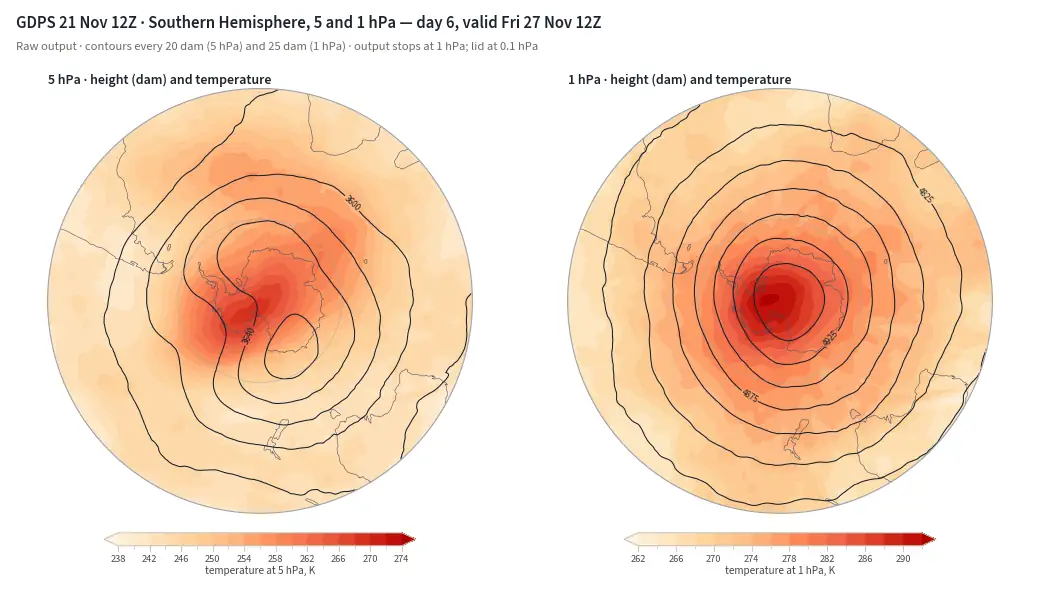 GDPS 21 Nov 12Z · Southern Hemisphere, 5 and 1 hPa — day 6, valid Fri 27 Nov 12Z
Raw output · contours every 20 dam (5 hPa) and 25 dam (1 hPa) · output stops at 1 hPa; lid at 0.1 hPa
5 hPa · height (dam) and temperature
3600
3640
238 242 246 250 254 258 262 266 270 274
temperature at 5 hPa, K
1 hPa · height (dam) and temperature
4825
4925
4875
262 266 270 274 278 282 286 290
temperature at 1 hPa, K